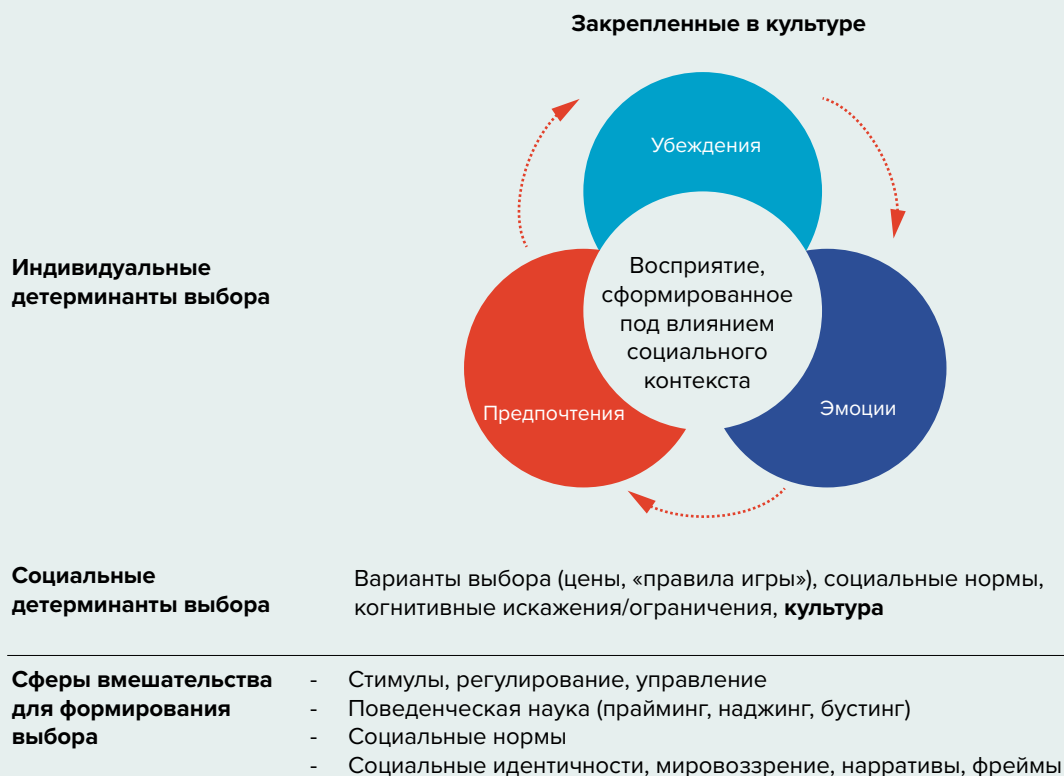 Закрепленные в культуре
Убеждения
Индивидуальные
детерминанты выбора
Восприятие,
сформированное
под влиянием
социального
контекста
Предпочтения
Эмоции
Социальные
детерминанты выбора
Варианты выбора (цены, «правила игры»), социальные нормы,
когнитивные искажения/ограничения, культура
Сферы вмешательства
для формирования
выбора
- Стимулы, регулирование, управление
- Поведенческая наука (прайминг, наджинг, бустинг)
- Социальные нормы
- Социальные идентичности, мировоззрение, нарративы, фреймы